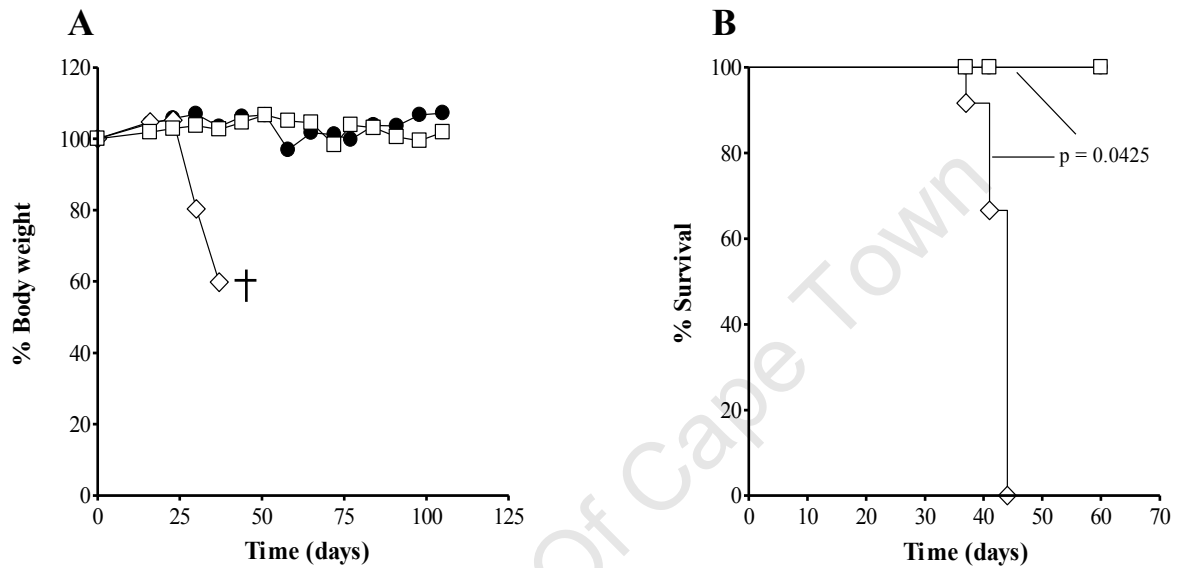 A
120
100
80
60
40
20
0
0 25 50 75 100 125
% Body weight
Time (days)
†
B
100
80
60
40
20
0
0 10 20 30 40 50 60 70
% Survival
Time (days)
p = 0.0425
Of Cape Town